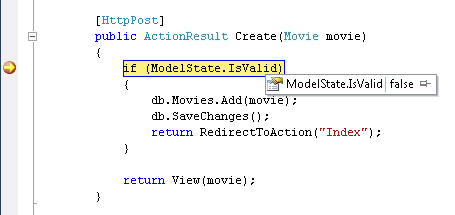 [HttpPost]
public ActionResult Create(Movie movie)
{
if (ModelState.IsValid)
ModelState.IsValid false
{
db.Movies.Add(movie);
db.SaveChanges();
return RedirectToAction("Index");
}
return View(movie);
}